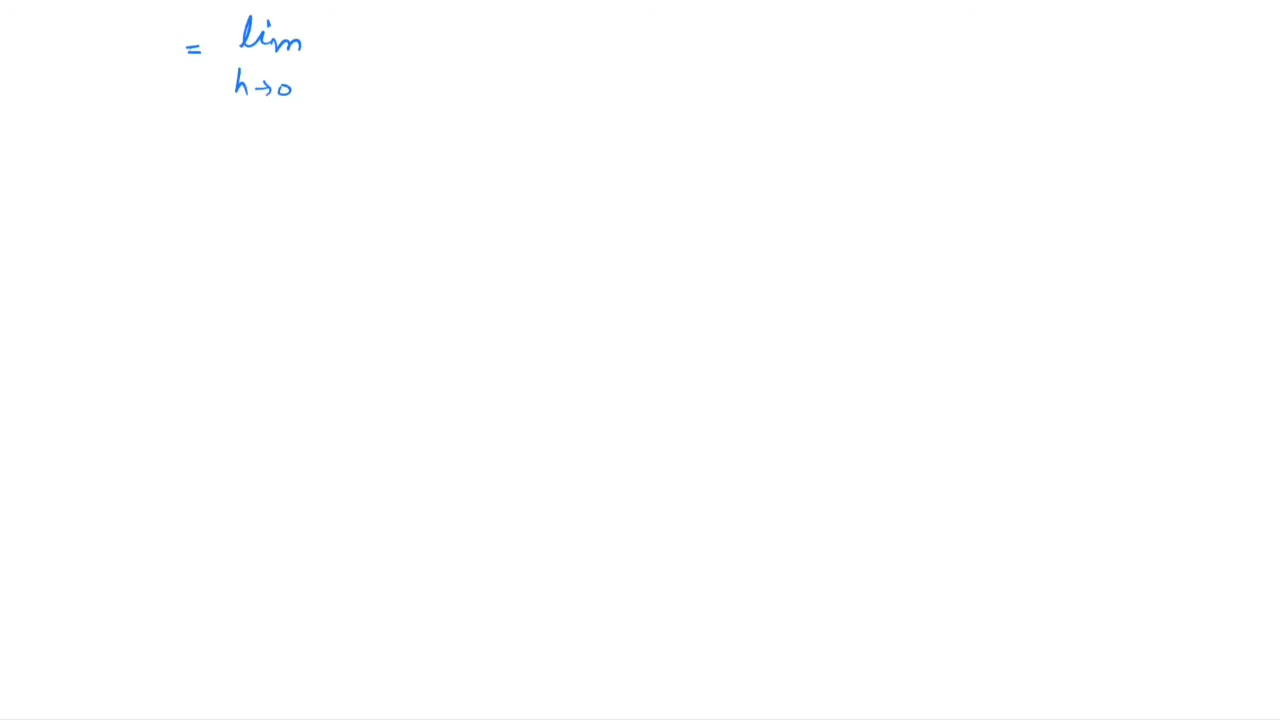 = lim
h→0